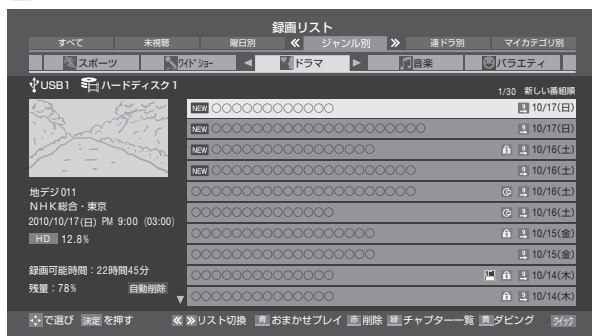 録画リスト
すべて 未視聴 曜日別 ≪ ジャンル別 ≫ 連ドラ別 マイカテゴリ別
スポーツ ワイドショー ◀ ドラマ ▶ 音楽 バラエティ
USB1 ハードディスク1
1/30 新しい番組順
NEW ○○○○○○○○○○○○ 10/17(日)
NEW ○○○○○○○○○○○○○○○○○○○○○ 10/17(日)
NEW ○○○○○○○○○○○○○○○○ 10/16(土)
NEW ○○○○○○○○○○○○○○○○○○○○ 10/16(土)
○○○○○○○○○○○○○○○○○○○○○○ 10/16(土)
○○○○○○○○○○○○○○ 10/16(土)
○○○○○○○○○○○○○○○○○○ 10/15(金)
○○○○○○○○○○○○○○○○○○ 10/15(金)
○○○○○○○○○○○○○○ 10/14(木)
○○○○○○○○○○○○○○ 10/14(木)
地デジ011
NHK総合・東京
2010/10/17(日) PM 9:00 (03:00)
HD 12.8%
録画可能時間：22時間45分
残量：78% 自動削除
で選び 決定 を押す ≪ ≫リスト切換 青 おまかせプレイ 赤 削除 緑 チャプター一覧 黄 ダビング クイック